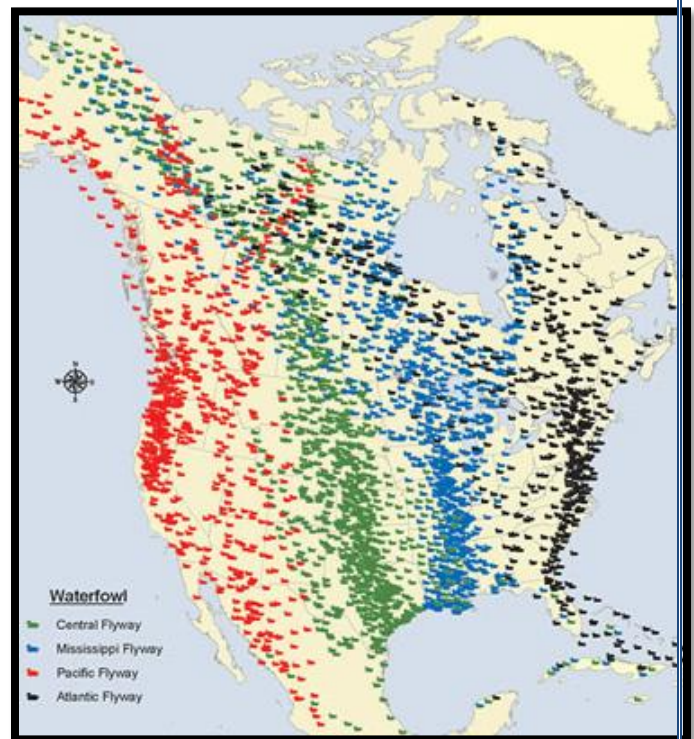 N
W
S
Waterfowl
Central Flyway
Mississippi Flyway
Pacific Flyway
Atlantic Flyway